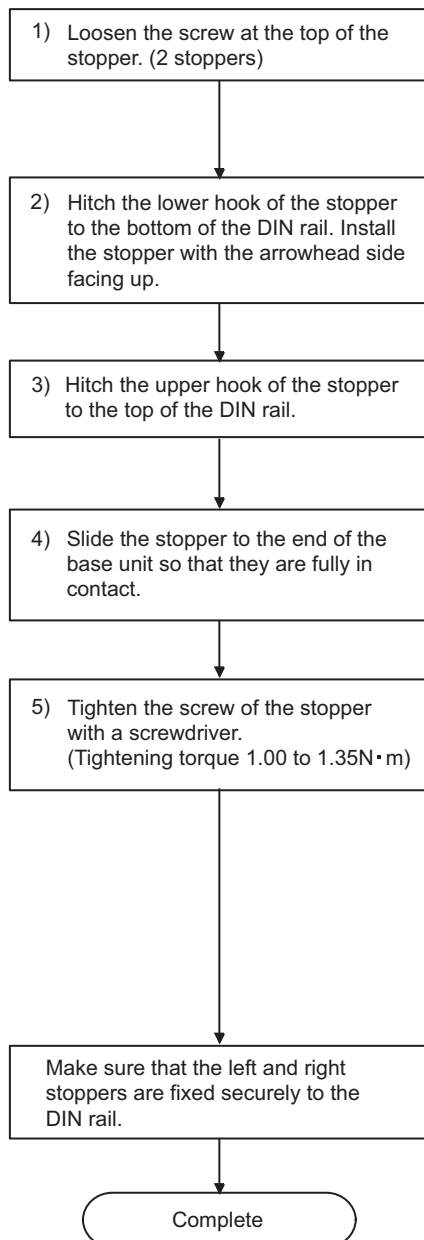 1) Loosen the screw at the top of the
stopper. (2 stoppers)
2) Hitch the lower hook of the stopper
to the bottom of the DIN rail. Install
the stopper with the arrowhead side
facing up.
3) Hitch the upper hook of the stopper
to the top of the DIN rail.
4) Slide the stopper to the end of the
base unit so that they are fully in
contact.
5) Tighten the screw of the stopper
with a screwdriver.
(Tightening torque 1.00 to 1.35N·m)
Make sure that the left and right
stoppers are fixed securely to the
DIN rail.
Complete